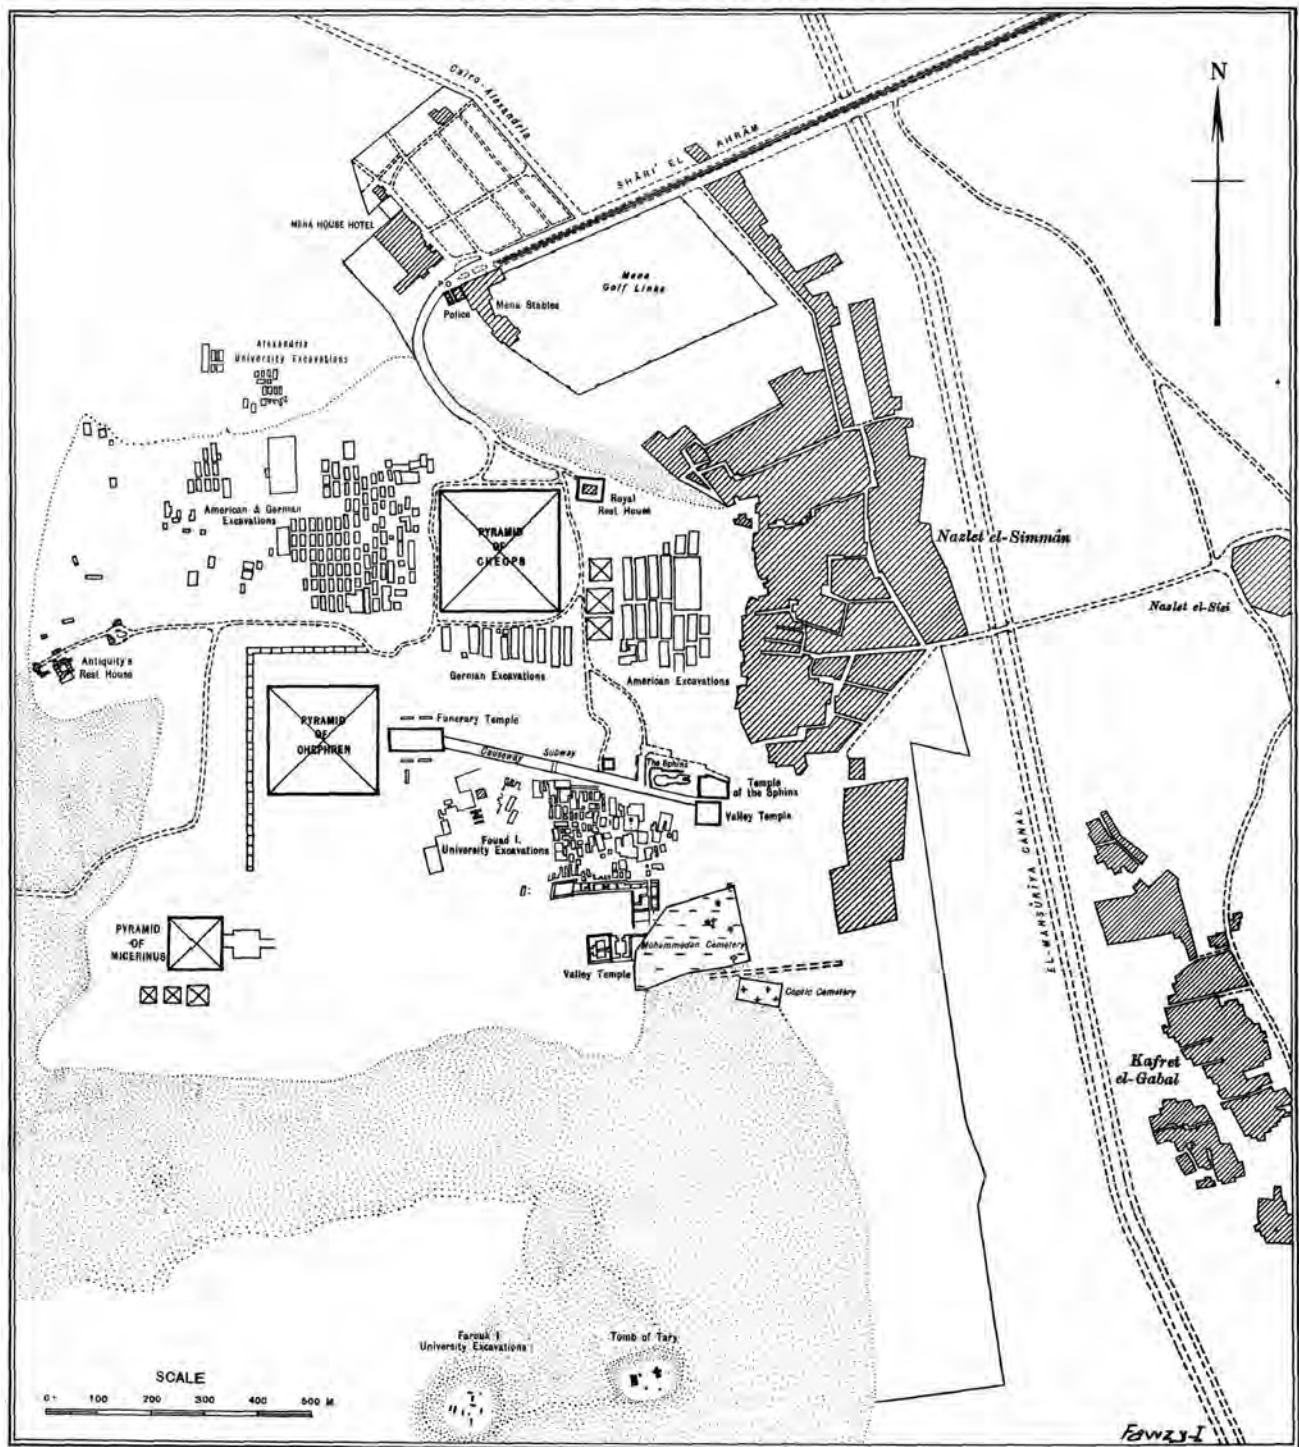 Cairo-Alexandria
N
SHÂRI' EL AHRÂM
MENA HOUSE HOTEL
Mena
Golf Links
Mena Stables
Police
Alexandria
University Excavations
Royal
Rest House
American & German
Excavations
PYRAMID
OF
CHEOPS
Nazlet el-Simmân
Nazlet el-Sisi
Antiquity's
Rest House
German Excavations
American Excavations
PYRAMID
OF
CHEPHREN
Funerary Temple
Causeway
Subway
The Sphinx
Temple
of the Sphinx
Valley Temple
Fouad I.
University Excavations
EL-MANSÛRÎYA CANAL
PYRAMID
OF
MICERINUS
Mohammedan Cemetery
Valley Temple
Coptic Cemetery
Kafret
el-Gabal
Farouk I
University Excavations
Tomb of Tary
SCALE
0 100 200 300 400 500 M.
Fawzy-I